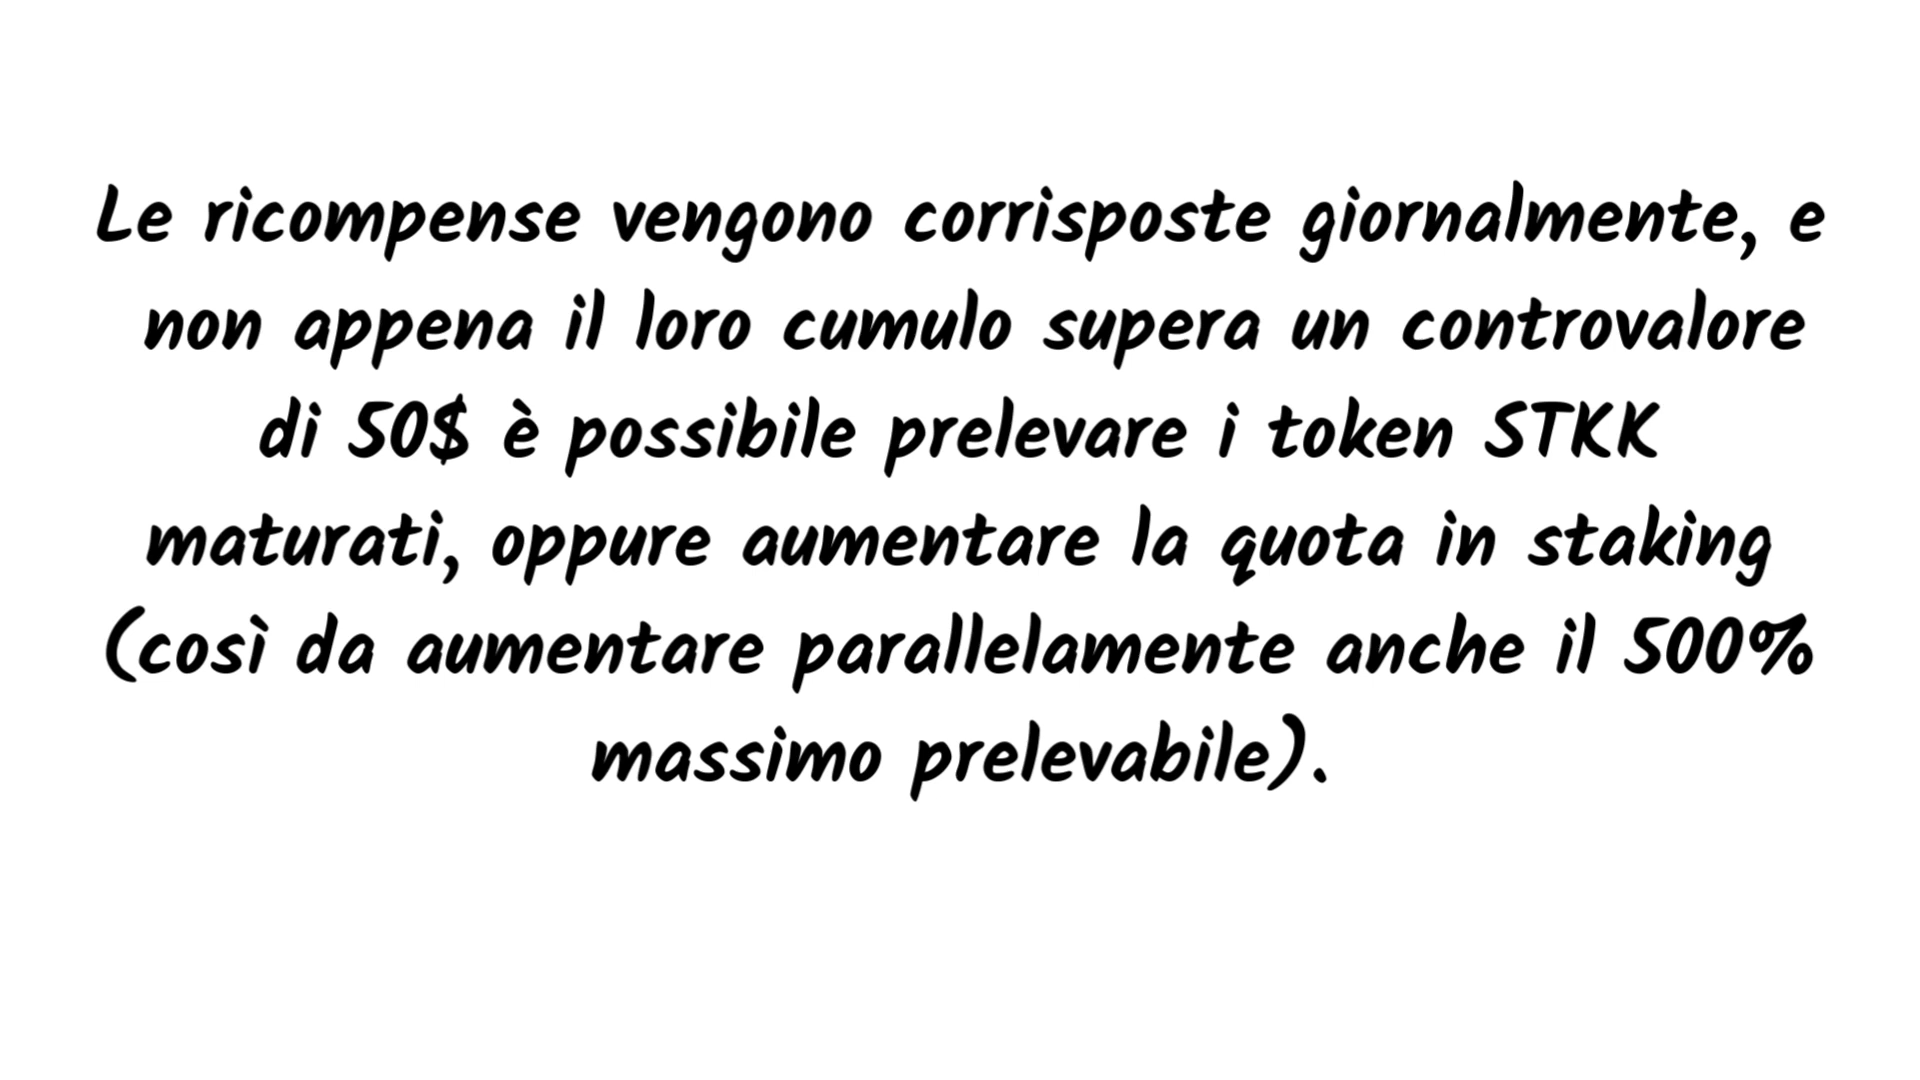 Le ricompense vengono corrisposte giornalmente, e
non appena il loro cumulo supera un controvalore
di 50$ è possibile prelevare i token STKK
maturati, oppure aumentare la quota in staking
(così da aumentare parallelamente anche il 500%
massimo prelevabile).